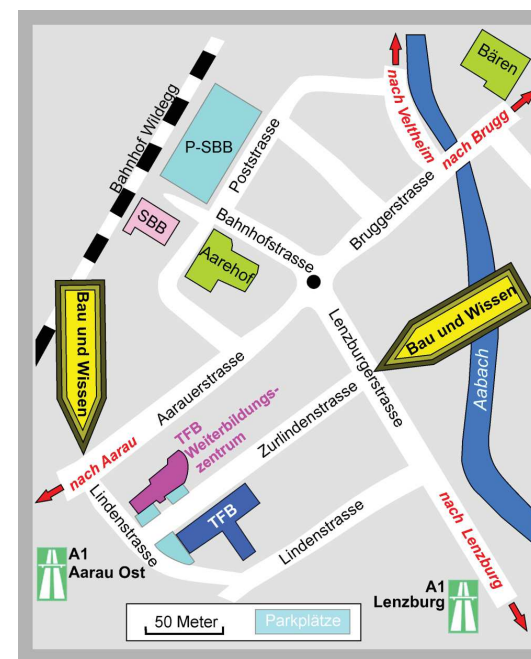 Bären
nach Veltheim
nach Brugg
Bahnhof Wildegg
P-SBB
Poststrasse
SBB
Bahnhofstrasse
Bruggerstrasse
Aarehof
Bau und Wissen
Bau und Wissen
Lenzburgerstrasse
Aabach
Aarauerstrasse
TFB
Weiterbildungs-
zentrum
Zurlindenstrasse
nach Aarau
Lindenstrasse
TFB
Lindenstrasse
nach Lenzburg
A1
Aarau Ost
A1
Lenzburg
50 Meter
Parkplätze